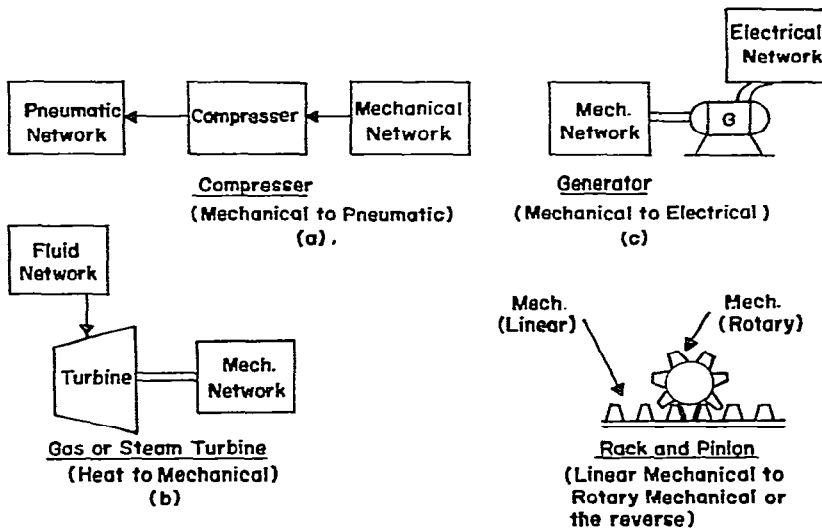 Pneumatic
Network
Compresser
Mechanical
Network
Compresser
(Mechanical to Pneumatic)
(a).
Electrical
Network
Mech.
Network
G
Generator
(Mechanical to Electrical)
(c)
Fluid
Network
Turbine
Mech.
Network
Gas or Steam Turbine
(Heat to Mechanical)
(b)
Mech.
(Linear)
Mech.
(Rotary)
Rack and Pinion
(Linear Mechanical to
Rotary Mechanical or
the reverse)